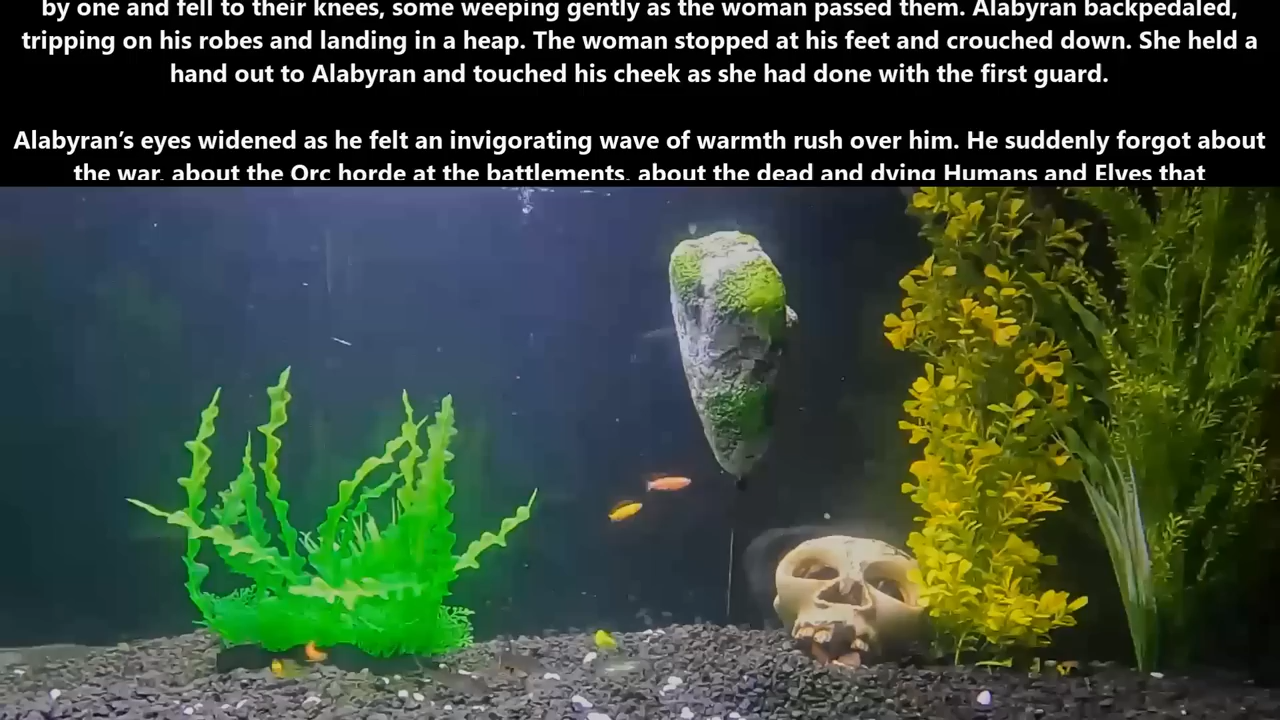 by one and fell to their knees, some weeping gently as the woman passed them. Alabyran backpedaled,
tripping on his robes and landing in a heap. The woman stopped at his feet and crouched down. She held a
hand out to Alabyran and touched his cheek as she had done with the first guard.
Alabyran’s eyes widened as he felt an invigorating wave of warmth rush over him. He suddenly forgot about
the war, about the Orc horde at the battlements, about the dead and dying Humans and Elves that